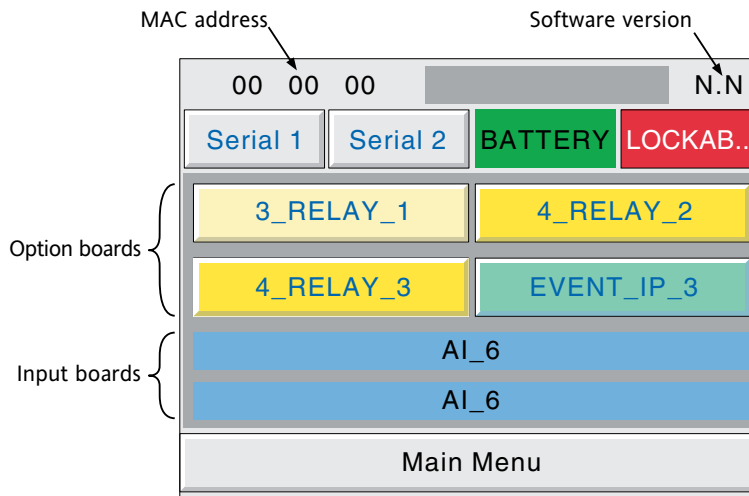 MAC address
Software version
00 00 00
N.N
Serial 1
Serial 2
BATTERY
LOCKAB..
Option boards
3_RELAY_1
4_RELAY_2
4_RELAY_3
EVENT_IP_3
Input boards
AI_6
AI_6
Main Menu